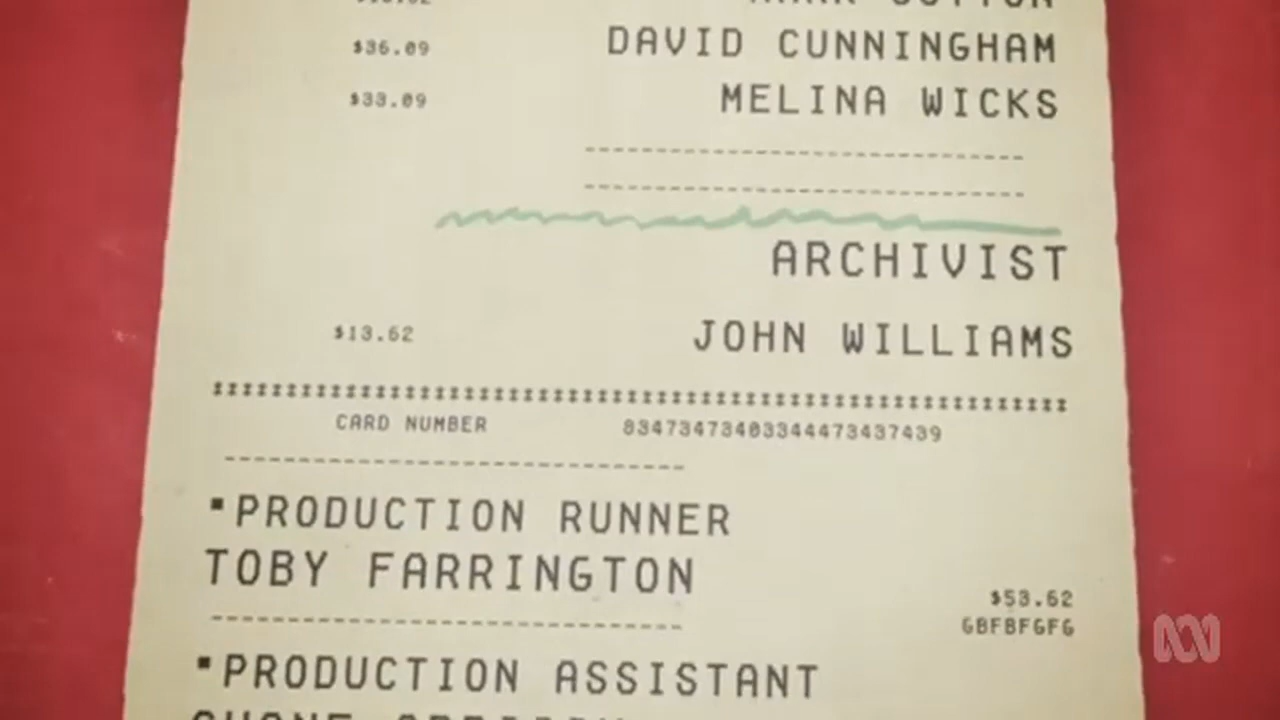 $36.09 DAVID CUNNINGHAM
$33.09 MELINA WICKS
ARCHIVIST
$13.62 JOHN WILLIAMS
CARD NUMBER 83473473403344473437439
▪PRODUCTION RUNNER
TOBY FARRINGTON
$53.62
GBFBFGFG
▪PRODUCTION ASSISTANT